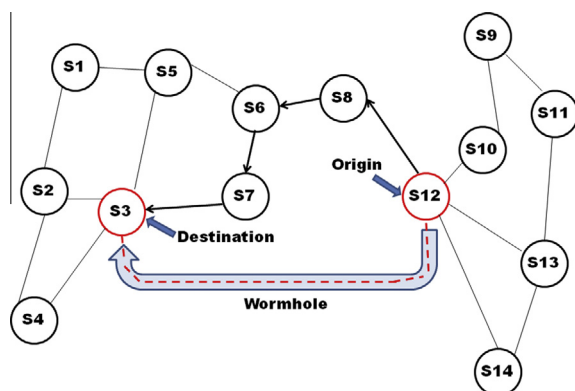 S9
S1
S5
S8
S6
S11
Origin
S10
S2
S7
S12
S3
Destination
S13
Wormhole
S4
S14